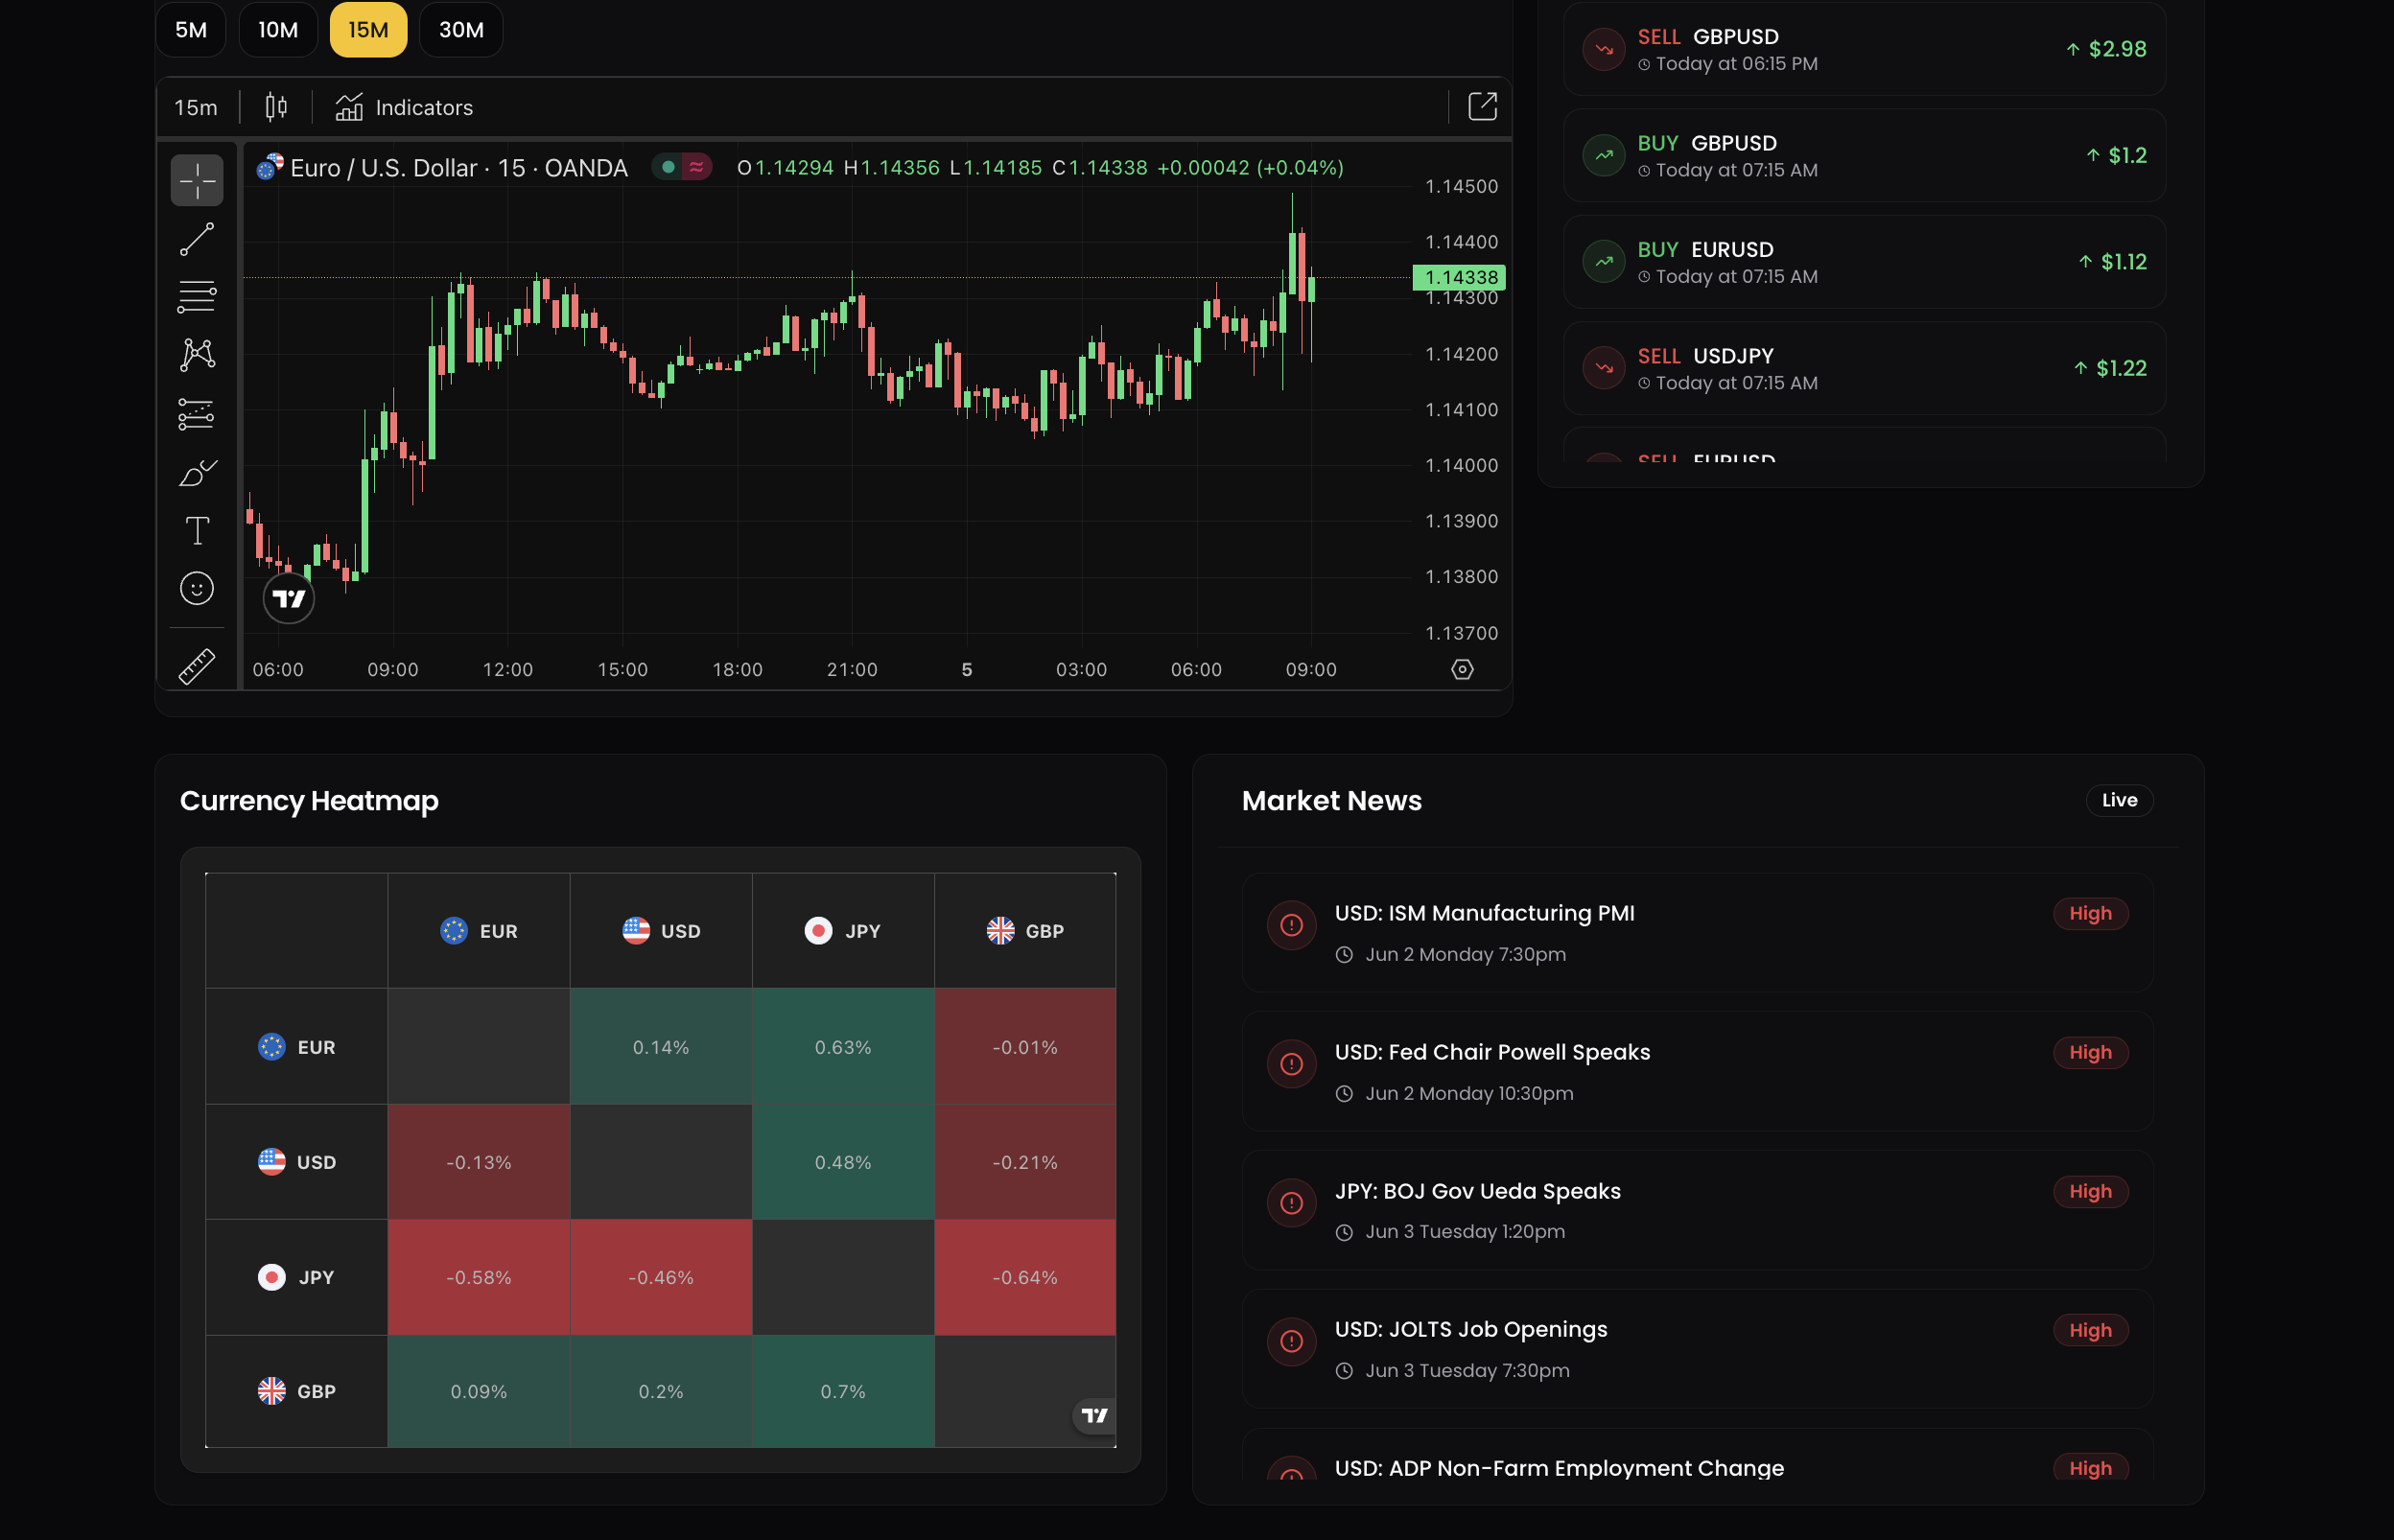 5M 10M 15M 30M
15m Indicators
Euro / U.S. Dollar · 15 · OANDA O1.14294 H1.14356 L1.14185 C1.14338 +0.00042 (+0.04%)
1.14500
1.14400
1.14338
1.14300
1.14200
1.14100
1.14000
1.13900
1.13800
1.13700
06:00 09:00 12:00 15:00 18:00 21:00 5 03:00 06:00 09:00
SELL GBPUSD
Today at 06:15 PM
↑ $2.98
BUY GBPUSD
Today at 07:15 AM
↑ $1.2
BUY EURUSD
Today at 07:15 AM
↑ $1.12
SELL USDJPY
Today at 07:15 AM
↑ $1.22
SELL EURUSD
Currency Heatmap
EUR USD JPY GBP
EUR 0.14% 0.63% -0.01%
USD -0.13% 0.48% -0.21%
JPY -0.58% -0.46% -0.64%
GBP 0.09% 0.2% 0.7%
Market News Live
USD: ISM Manufacturing PMI High
Jun 2 Monday 7:30pm
USD: Fed Chair Powell Speaks High
Jun 2 Monday 10:30pm
JPY: BOJ Gov Ueda Speaks High
Jun 3 Tuesday 1:20pm
USD: JOLTS Job Openings High
Jun 3 Tuesday 7:30pm
USD: ADP Non-Farm Employment Change High